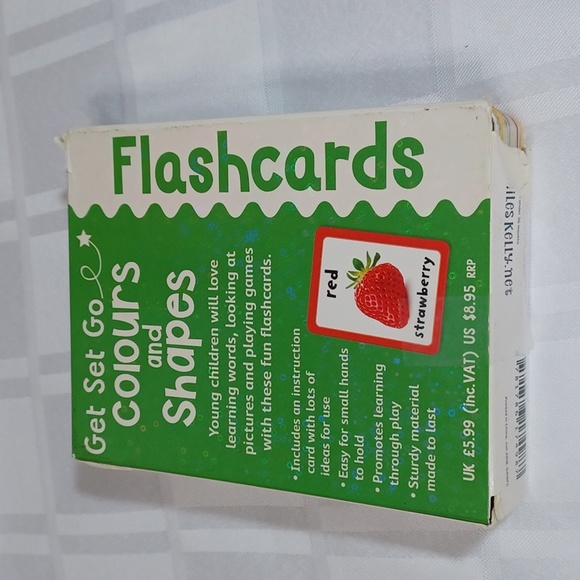 Flashcards
Get Set Go
Colours
and
Shapes
Young children will love
learning words, looking at
pictures and playing games
with these fun flashcards.
• Includes an instruction
card with lots of
ideas for use
• Easy for small hands
to hold
• Promotes learning
through play
• Sturdy material
made to last
red
strawberry
UK £5.99 (inc.VAT) US $8.95 RRP
ilesKelly.net